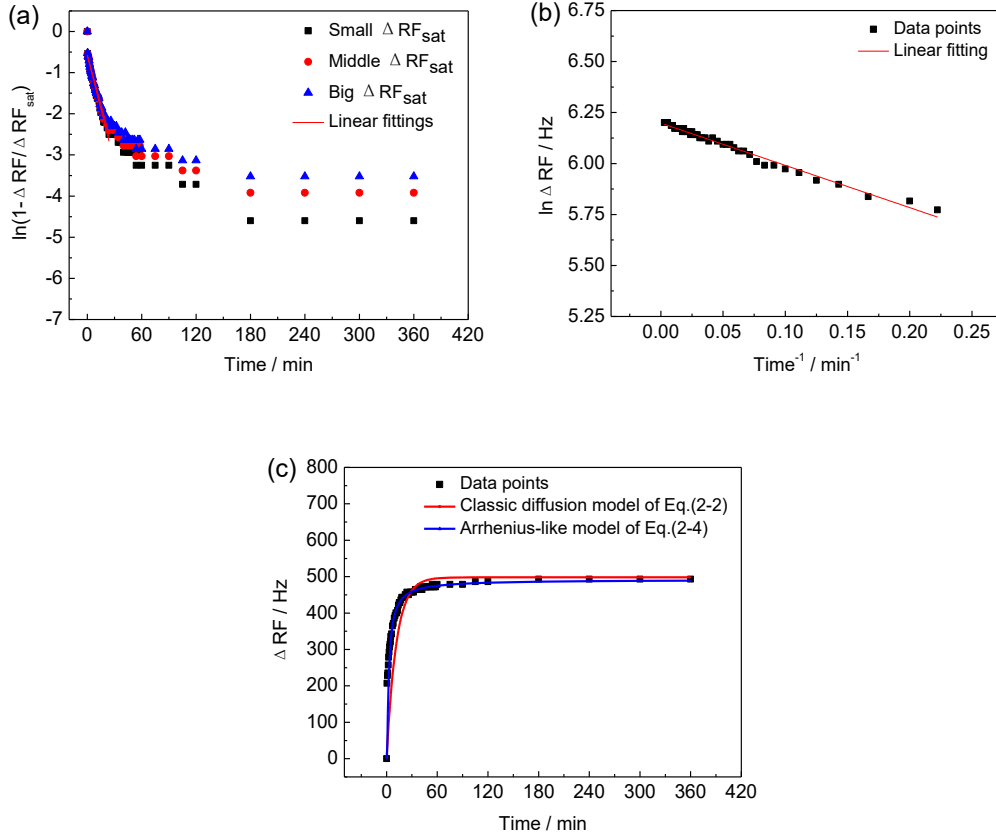 (a)
0
-1
-2
-3
-4
-5
-6
-7
ln(1- Δ RF/ Δ RFsat)
Small Δ RFsat
Middle Δ RFsat
Big Δ RFsat
Linear fittings
0 60 120 180 240 300 360 420
Time / min
(b)
6.75
6.50
6.25
6.00
5.75
5.50
5.25
ln Δ RF / Hz
Data points
Linear fitting
0.00 0.05 0.10 0.15 0.20 0.25
Time-1 / min-1
(c)
800
700
600
500
400
300
200
100
0
Δ RF / Hz
Data points
Classic diffusion model of Eq.(2-2)
Arrhenius-like model of Eq.(2-4)
0 60 120 180 240 300 360 420
Time / min